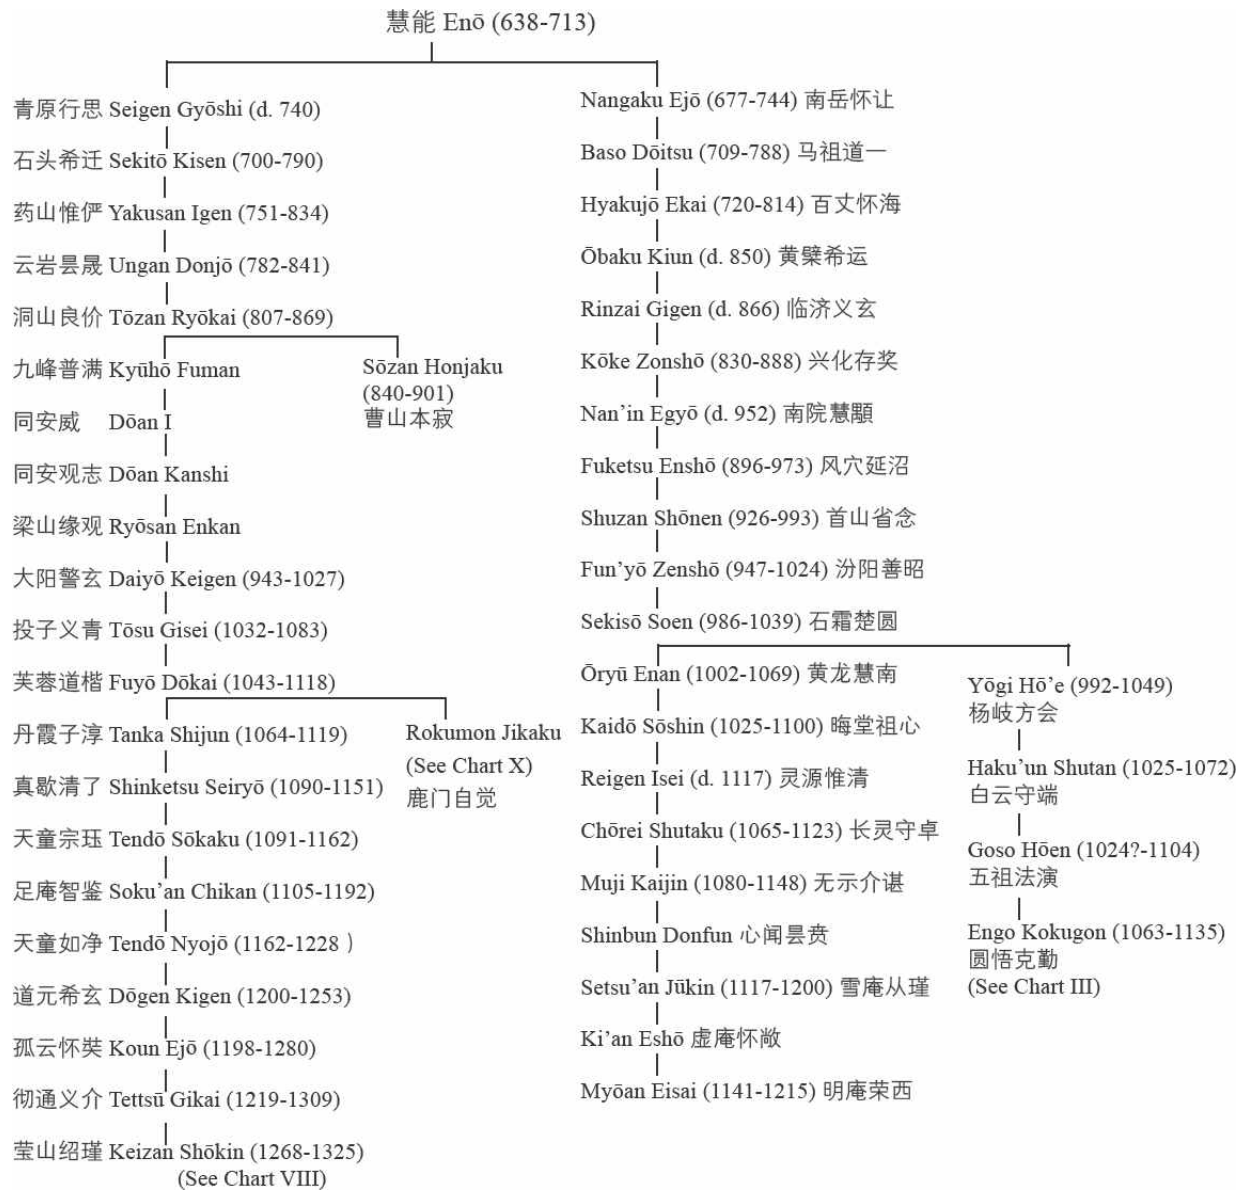 慧能 Enō (638-713)
青原行思 Seigen Gyōshi (d. 740)
石头希迁 Sekitō Kisen (700-790)
药山惟俨 Yakusan Igen (751-834)
云岩昙晟 Ungan Donjō (782-841)
洞山良价 Tōzan Ryōkai (807-869)
九峰普满 Kyūhō Fuman
同安威 Dōan I
同安观志 Dōan Kanshi
梁山缘观 Ryōsan Enkan
大阳警玄 Daiyō Keigen (943-1027)
投子义青 Tōsu Gisei (1032-1083)
芙蓉道楷 Fuyō Dōkai (1043-1118)
丹霞子淳 Tanka Shijun (1064-1119)
真歇清了 Shinketsu Seiryō (1090-1151)
天童宗珏 Tendō Sōkaku (1091-1162)
足庵智鉴 Soku’an Chikan (1105-1192)
天童如净 Tendō Nyojō (1162-1228 )
道元希玄 Dōgen Kigen (1200-1253)
孤云怀奘 Koun Ejō (1198-1280)
彻通义介 Tettsū Gikai (1219-1309)
莹山绍瑾 Keizan Shōkin (1268-1325)
(See Chart VIII)
Sōzan Honjaku
(840-901)
曹山本寂
Rokumon Jikaku
(See Chart X)
鹿门自觉
Nangaku Ejō (677-744) 南岳怀让
Baso Dōitsu (709-788) 马祖道一
Hyakujō Ekai (720-814) 百丈怀海
Ōbaku Kiun (d. 850) 黄檗希运
Rinzai Gigen (d. 866) 临济义玄
Kōke Zonshō (830-888) 兴化存奖
Nan’in Egyō (d. 952) 南院慧顒
Fuketsu Enshō (896-973) 风穴延沼
Shuzan Shōnen (926-993) 首山省念
Fun’yō Zenshō (947-1024) 汾阳善昭
Sekisō Soen (986-1039) 石霜楚圆
Ōryū Enan (1002-1069) 黄龙慧南
Kaidō Sōshin (1025-1100) 晦堂祖心
Reigen Isei (d. 1117) 灵源惟清
Chōrei Shutaku (1065-1123) 长灵守卓
Muji Kaijin (1080-1148) 无示介谌
Shinbun Donfun 心闻昙贲
Setsu’an Jūkin (1117-1200) 雪庵从瑾
Ki’an Eshō 虚庵怀敞
Myōan Eisai (1141-1215) 明庵荣西
Yōgi Hō’e (992-1049)
杨岐方会
Haku’un Shutan (1025-1072)
白云守端
Goso Hōen (1024?-1104)
五祖法演
Engo Kokugon (1063-1135)
圆悟克勤
(See Chart III)